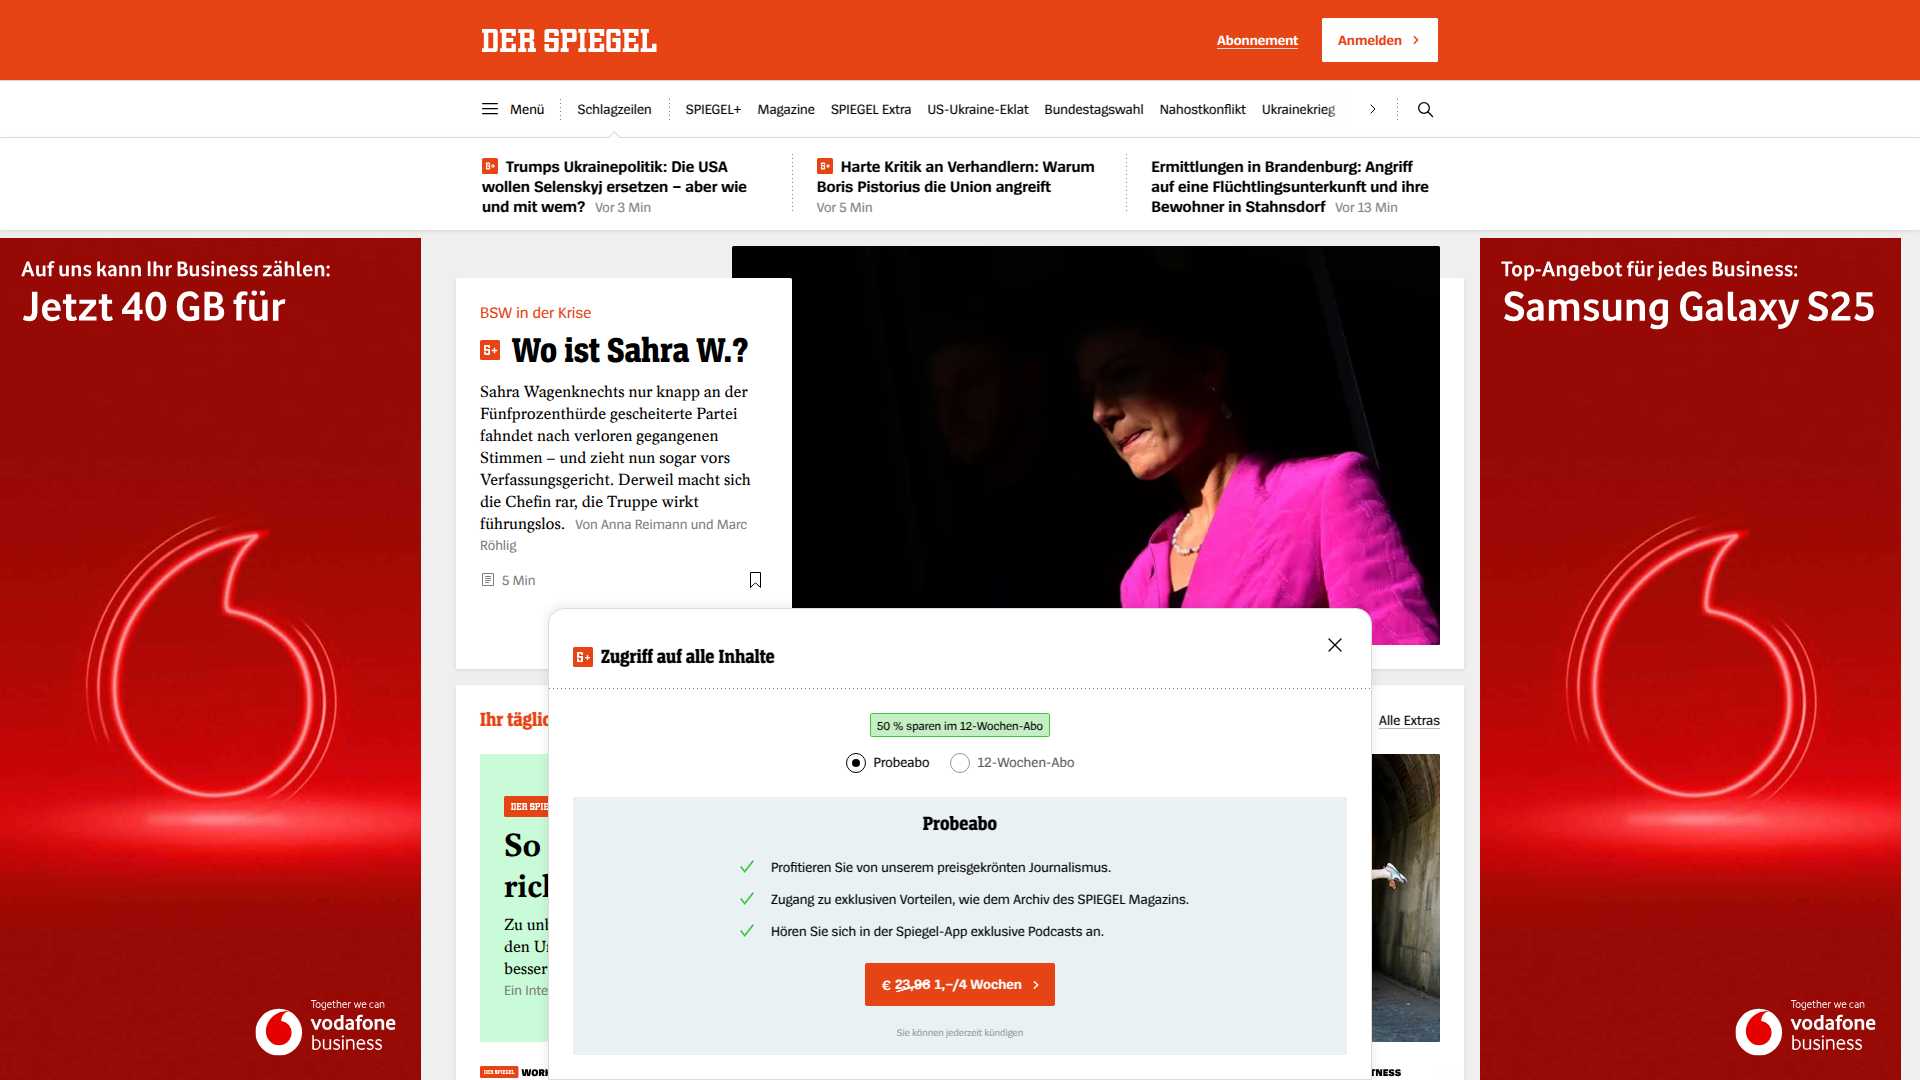 DER SPIEGEL
Abonnement
Anmelden
Menü
Schlagzeilen
SPIEGEL+
Magazine
SPIEGEL Extra
US-Ukraine-Eklat
Bundestagswahl
Nahostkonflikt
Ukrainekrieg
Trumps Ukrainepolitik: Die USA
wollen Selenskyj ersetzen – aber wie
und mit wem? Vor 3 Min
Harte Kritik an Verhandlern: Warum
Boris Pistorius die Union angreift
Vor 5 Min
Ermittlungen in Brandenburg: Angriff
auf eine Flüchtlingsunterkunft und ihre
Bewohner in Stahnsdorf Vor 13 Min
Auf uns kann Ihr Business zählen:
Jetzt 40 GB für
Together we can
vodafone
business
BSW in der Krise
S+ Wo ist Sahra W.?
Sahra Wagenknechts nur knapp an der
Fünfprozenthürde gescheiterte Partei
fahndet nach verloren gegangenen
Stimmen – und zieht nun sogar vors
Verfassungsgericht. Derweil macht sich
die Chefin rar, die Truppe wirkt
führungslos. Von Anna Reimann und Marc
Röhlig
5 Min
Ihr täglic
Alle Extras
DER SPIE
So
rich
Zu unl
den U
besser
Ein Inte
DER SPIEGEL WORK
TNESS
S+ Zugriff auf alle Inhalte
50 % sparen im 12-Wochen-Abo
Probeabo
12-Wochen-Abo
Probeabo
Profitieren Sie von unserem preisgekrönten Journalismus.
Zugang zu exklusiven Vorteilen, wie dem Archiv des SPIEGEL Magazins.
Hören Sie sich in der Spiegel-App exklusive Podcasts an.
€ 23,96 1,–/4 Wochen
Sie können jederzeit kündigen
Top-Angebot für jedes Business:
Samsung Galaxy S25
Together we can
vodafone
business